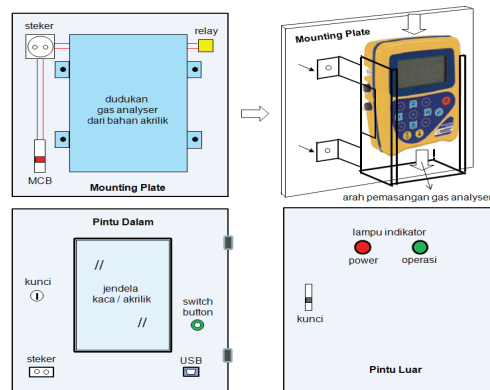 steker
relay
dudukan
gas analyser
dari bahan akrilik
MCB
Mounting Plate
Mounting Plate
arah pemasangan gas analyser
Pintu Dalam
kunci
//
jendela
kaca / akrilik
//
switch
button
steker
USB
lampu indikator
power
operasi
kunci
Pintu Luar